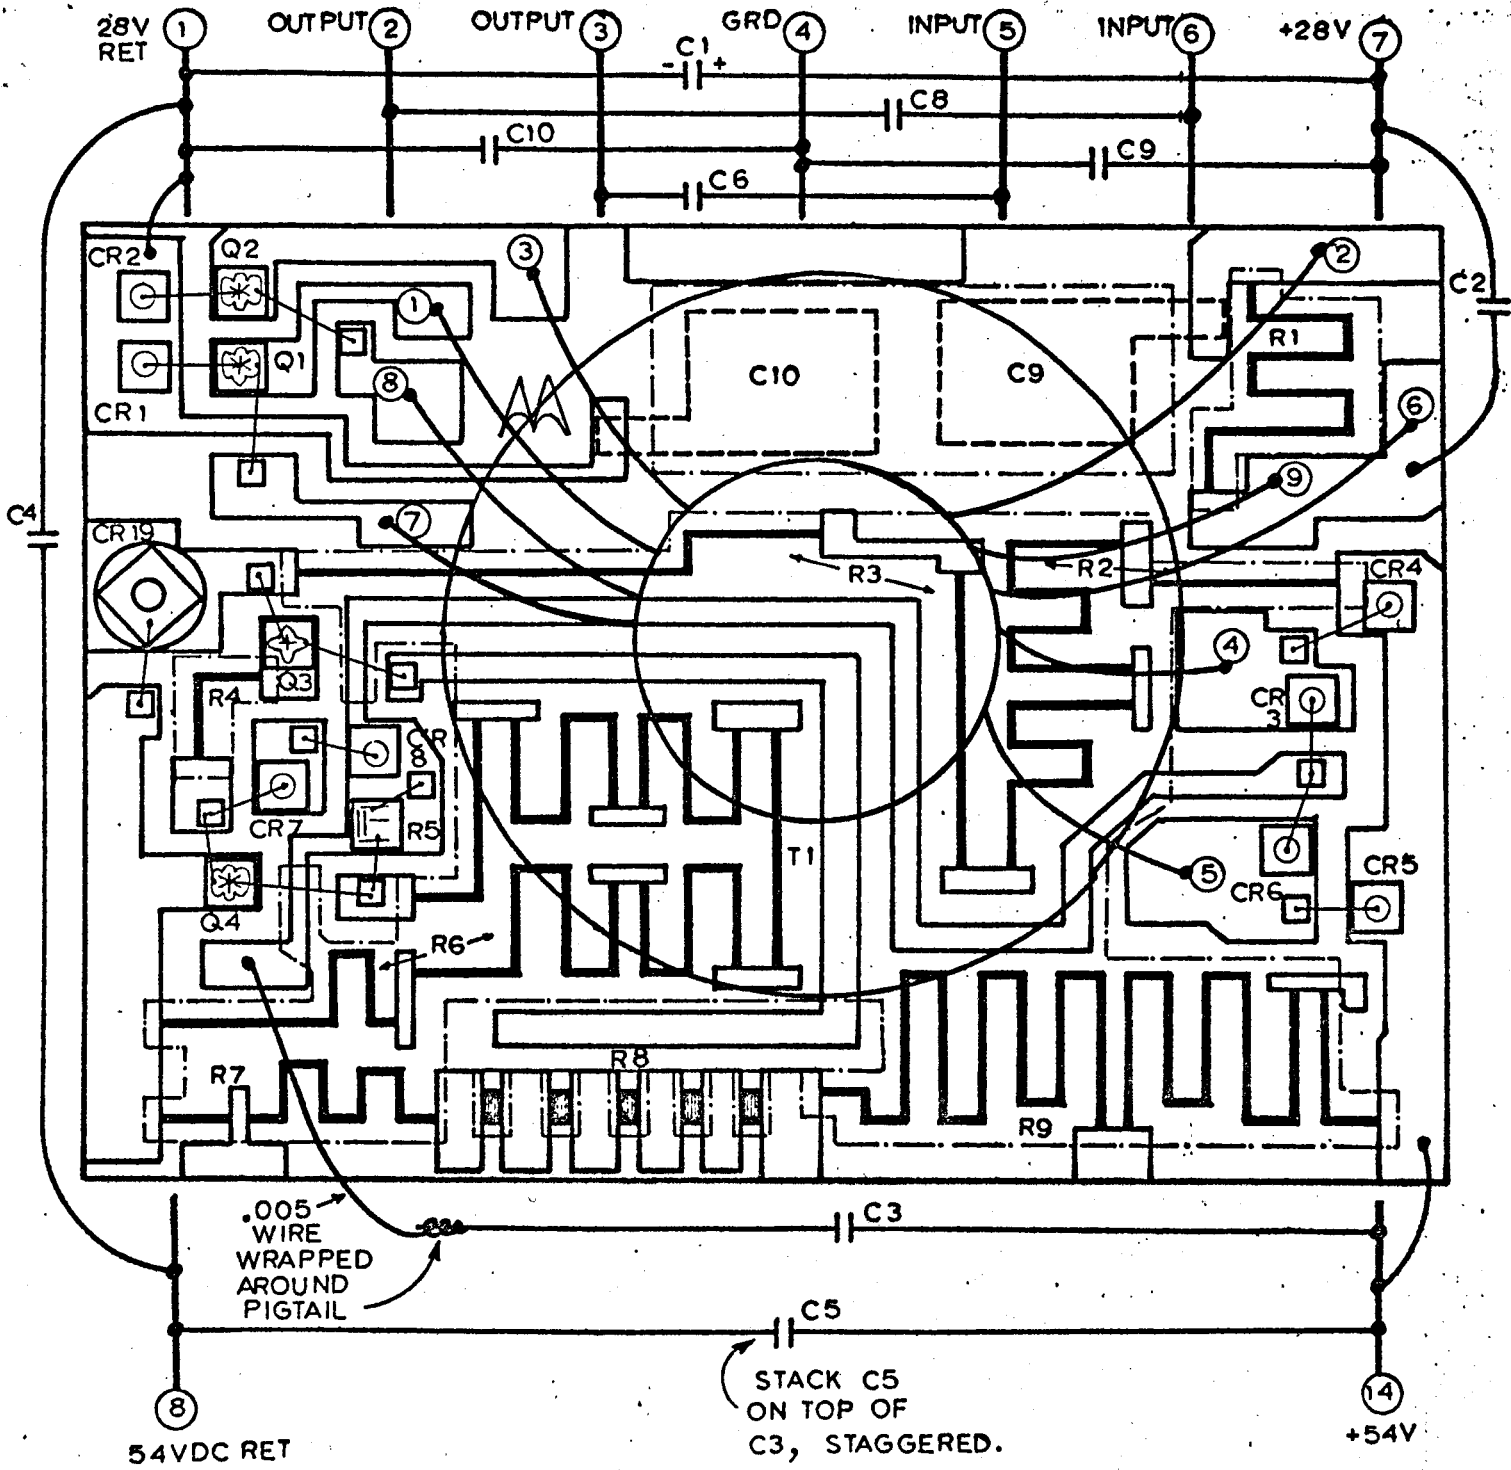 28V RET
1
OUTPUT 2
OUTPUT 3
GRD 4
INPUT 5
INPUT 6
+28V 7
- C1 +
C8
C10
C9
C6
CR2
Q2
3
2
C2
1
Q1
R1
C10
C9
8
CR1
6
9
C4
7
CR19
R3
R2
CR4
Q3
4
R4
CR 3
CR 8
CR7
R5
T1
5
CR5
CR6
Q4
R6
R7
R8
R9
.005
WIRE
WRAPPED
AROUND
PIGTAIL
C3
C5
STACK C5
ON TOP OF
C3, STAGGERED.
8
54VDC RET
14
+54V